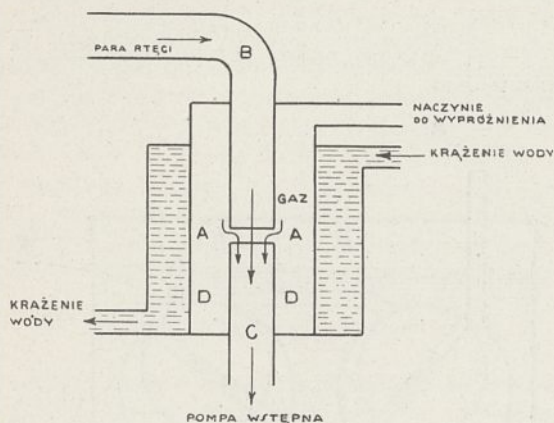 B
PARA RTĘCI
NACZYNIE
DO WYPRÓŻNIENIA
KRĄŻENIE WODY
GAZ
A A
D D
KRĄŻENIE
WODY
C
POMPA WSTĘPNA